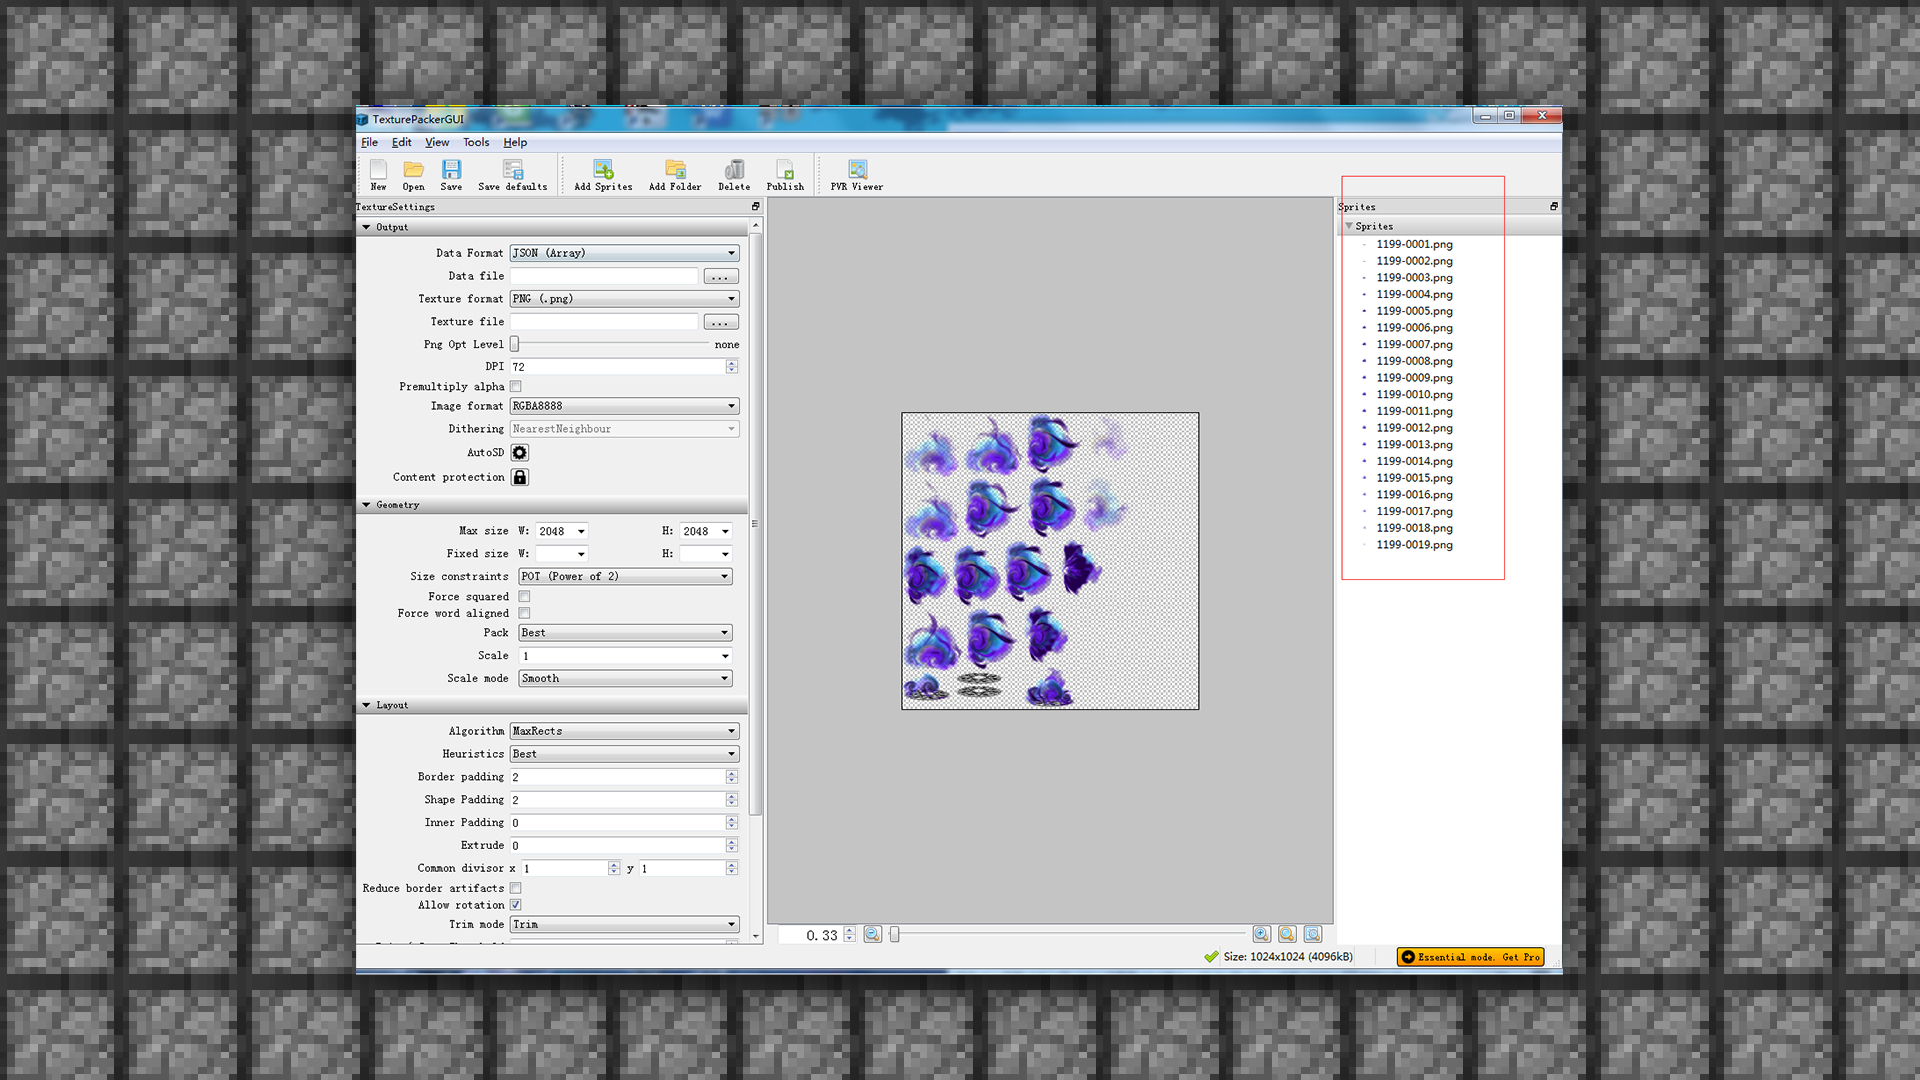 TexturePackerGUI
File Edit View Tools Help
New Open Save Save defaults Add Sprites Add Folder Delete Publish PVR Viewer
TextureSettings
Output
Data Format JSON (Array)
Data file ...
Texture format PNG (.png)
Texture file ...
Png Opt Level none
DPI 72
Premultiply alpha
Image format RGBA8888
Dithering NearestNeighbour
AutoSD
Content protection
Geometry
Max size W: 2048 H: 2048
Fixed size W: H:
Size constraints POT (Power of 2)
Force squared
Force word aligned
Pack Best
Scale 1
Scale mode Smooth
Layout
Algorithm MaxRects
Heuristics Best
Border padding 2
Shape Padding 2
Inner Padding 0
Extrude 0
Common divisor x 1 y 1
Reduce border artifacts
Allow rotation
Trim mode Trim
0.33
Sprites
Sprites
1199-0001.png
1199-0002.png
1199-0003.png
1199-0004.png
1199-0005.png
1199-0006.png
1199-0007.png
1199-0008.png
1199-0009.png
1199-0010.png
1199-0011.png
1199-0012.png
1199-0013.png
1199-0014.png
1199-0015.png
1199-0016.png
1199-0017.png
1199-0018.png
1199-0019.png
Size: 1024x1024 (4096kB)
Essential mode. Get Pro